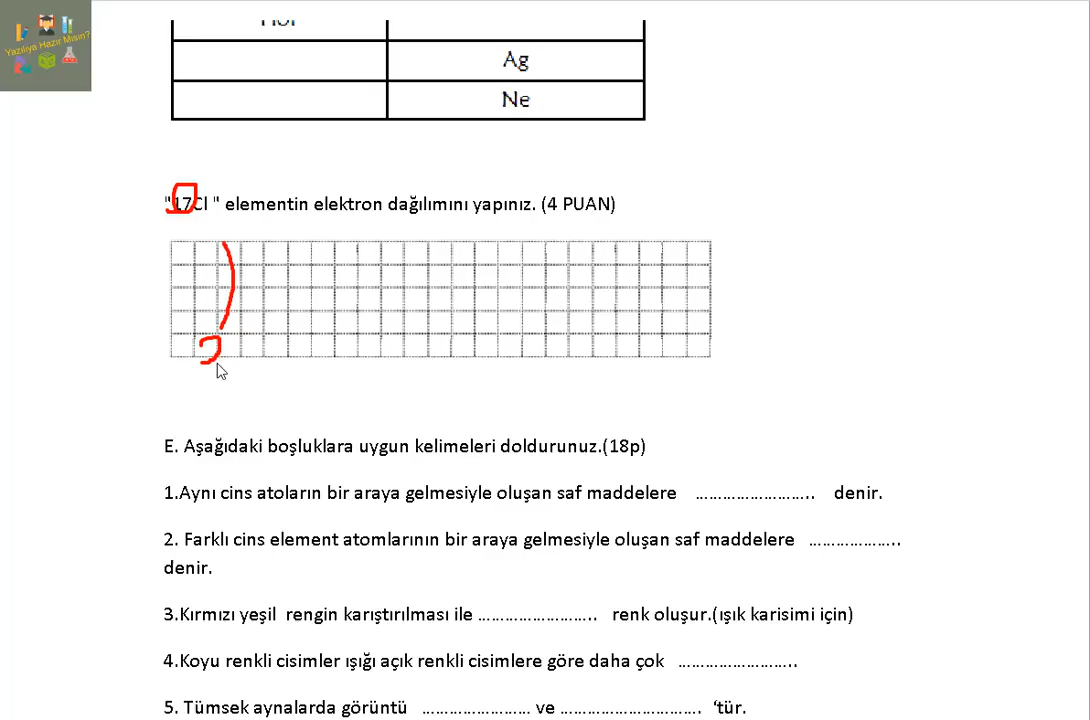 Yazılıya Hazır Mısın?
Ag
Ne
"17Cl " elementin elektron dağılımını yapınız. (4 PUAN)
E. Aşağıdaki boşluklara uygun kelimeleri doldurunuz.(18p)
1.Aynı cins atoların bir araya gelmesiyle oluşan saf maddelere …………………….. denir.
2. Farklı cins element atomlarının bir araya gelmesiyle oluşan saf maddelere ………………..
denir.
3.Kırmızı yeşil rengin karıştırılması ile …………………….. renk oluşur.(ışık karisimi için)
4.Koyu renkli cisimler ışığı açık renkli cisimlere göre daha çok ……………………..
5. Tümsek aynalarda görüntü …………………… ve …………………………. 'tür.